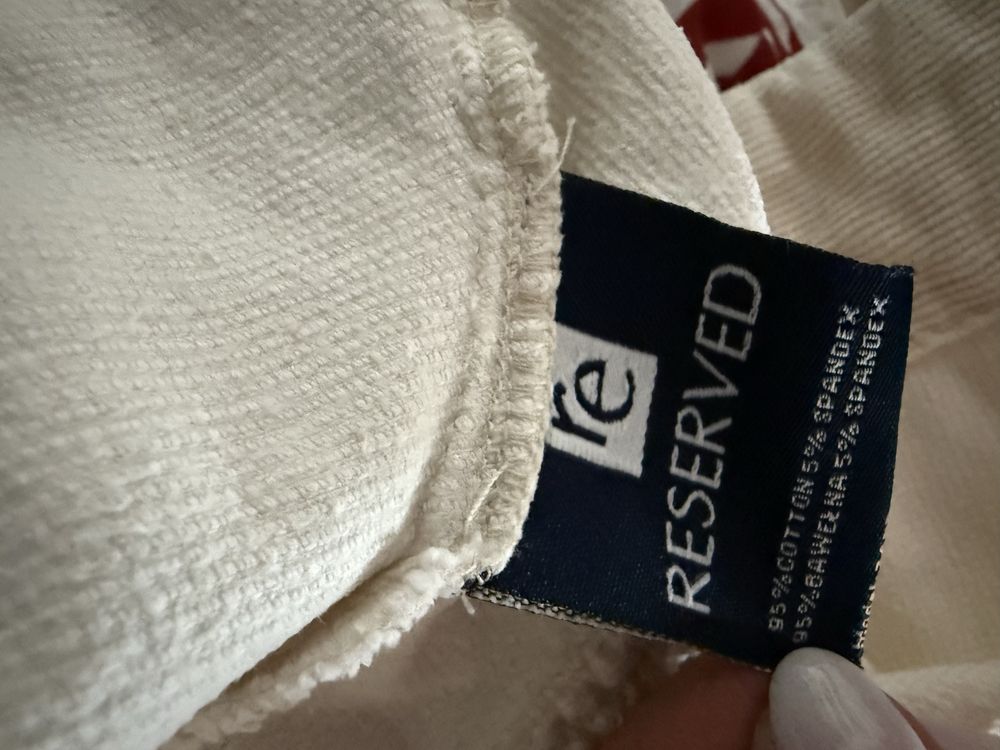 re
RESERVED
95% COTTON 5% SPANDEX
95% BAWEŁNA 5% SPANDEX